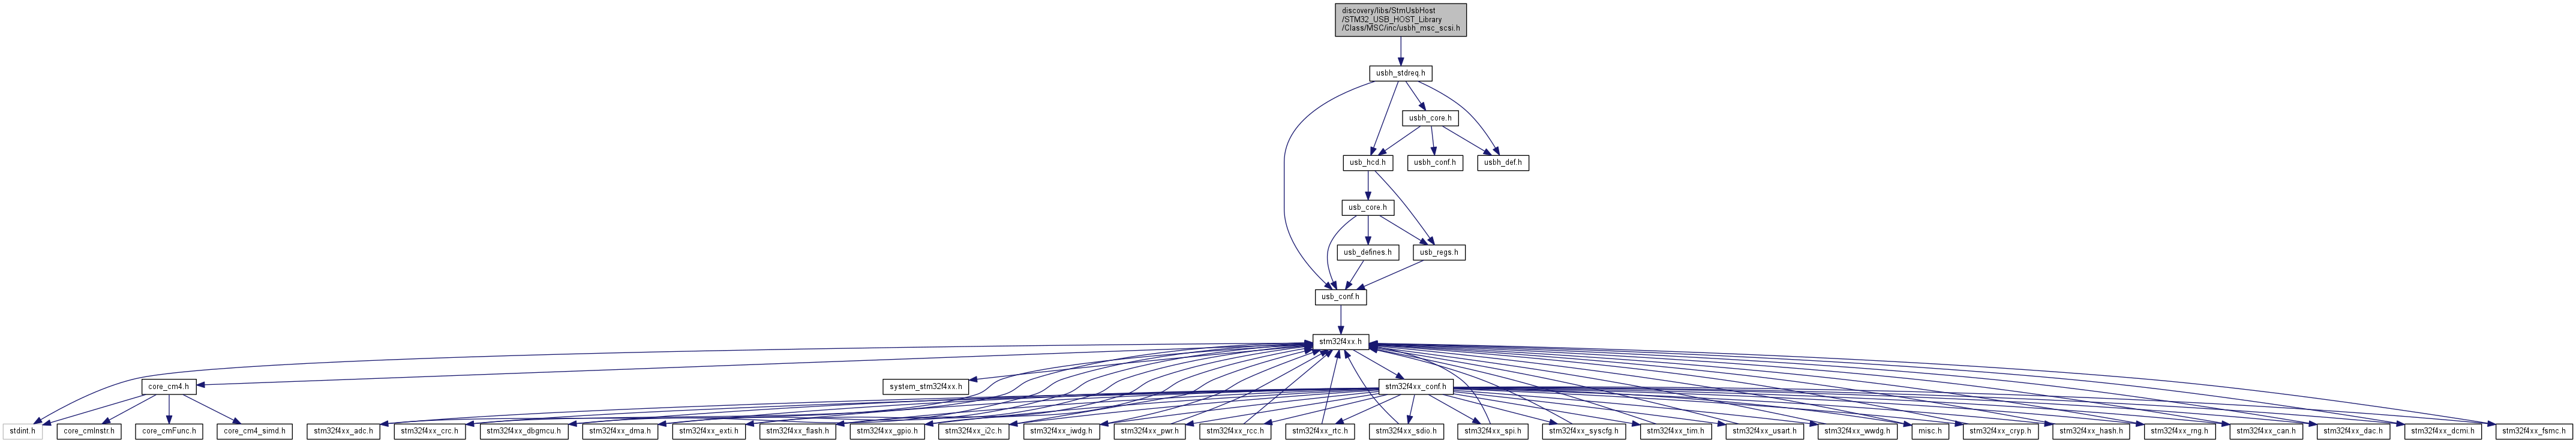 discovery/libs/StmUsbHost
/STM32_USB_HOST_Library
/Class/MSC/inc/usbh_msc_scsi.h
usbh_stdreq.h
usbh_core.h
usb_hcd.h
usbh_conf.h
usbh_def.h
usb_core.h
usb_defines.h
usb_regs.h
usb_conf.h
stm32f4xx.h
core_cm4.h
system_stm32f4xx.h
stm32f4xx_conf.h
stdint.h
core_cmInstr.h
core_cmFunc.h
core_cm4_simd.h
stm32f4xx_adc.h
stm32f4xx_crc.h
stm32f4xx_dbgmcu.h
stm32f4xx_dma.h
stm32f4xx_exti.h
stm32f4xx_flash.h
stm32f4xx_gpio.h
stm32f4xx_i2c.h
stm32f4xx_iwdg.h
stm32f4xx_pwr.h
stm32f4xx_rcc.h
stm32f4xx_rtc.h
stm32f4xx_sdio.h
stm32f4xx_spi.h
stm32f4xx_syscfg.h
stm32f4xx_tim.h
stm32f4xx_usart.h
stm32f4xx_wwdg.h
misc.h
stm32f4xx_cryp.h
stm32f4xx_hash.h
stm32f4xx_rng.h
stm32f4xx_can.h
stm32f4xx_dac.h
stm32f4xx_dcmi.h
stm32f4xx_fsmc.h